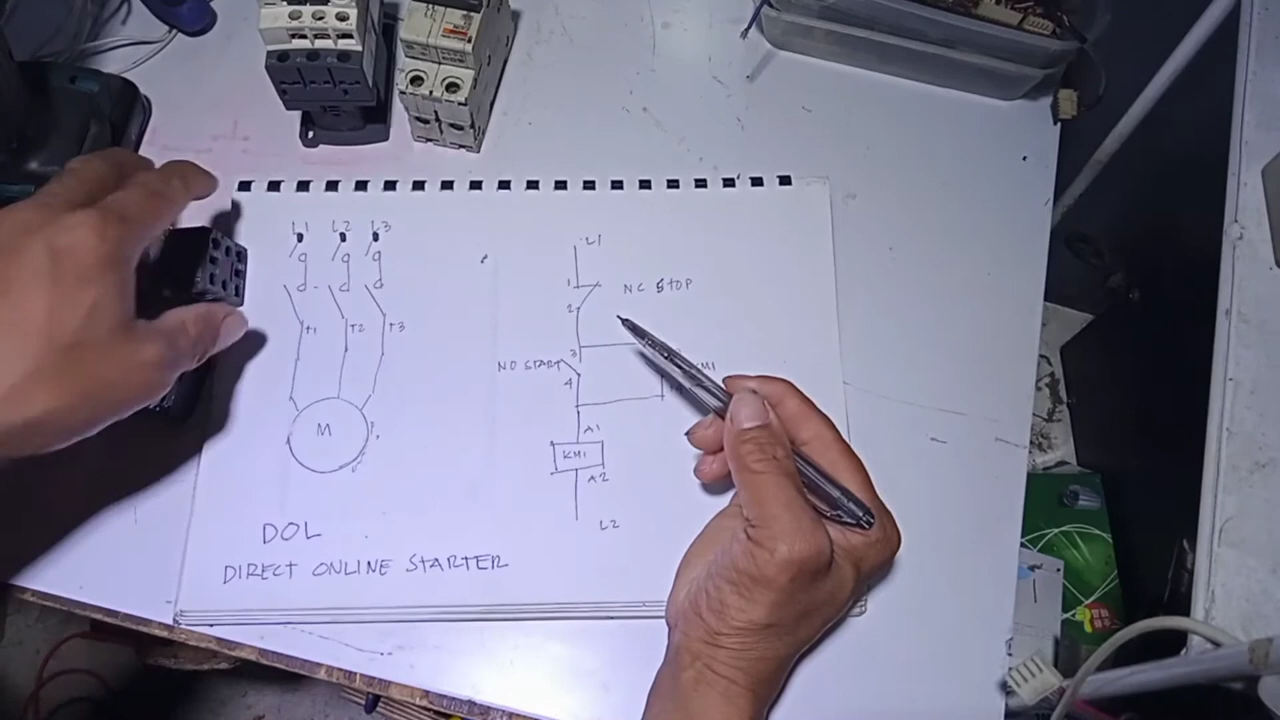 L1 L2 L3
T1 T2 T3
M
DOL
DIRECT ONLINE STARTER
L1
1
NC STOP
2
3
NO START
KM1
4
A1
KM1
A2
L2